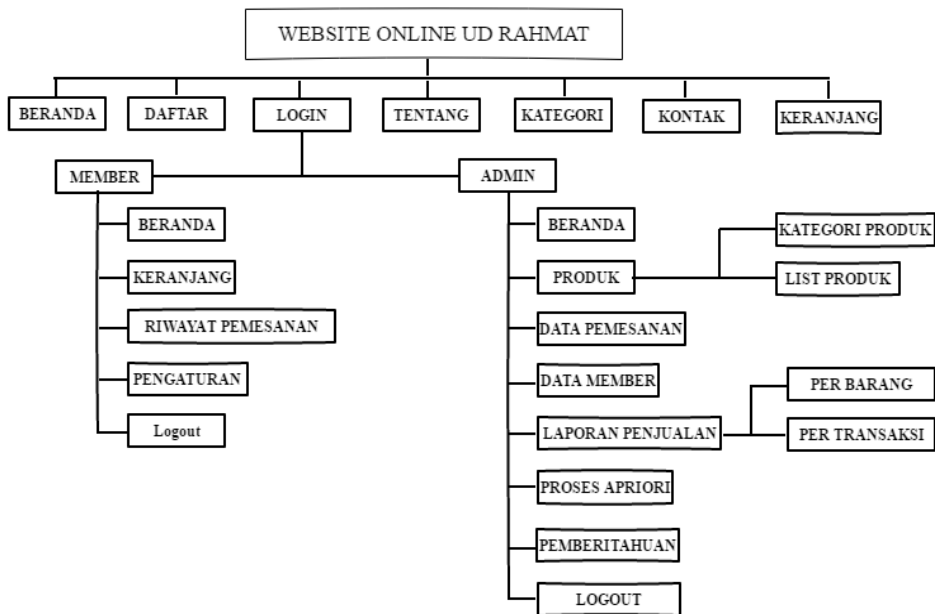 WEBSITE ONLINE UD RAHMAT
BERANDA
DAFTAR
LOGIN
TENTANG
KATEGORI
KONTAK
KERANJANG
MEMBER
BERANDA
KERANJANG
RIWAYAT PEMESANAN
PENGATURAN
Logout
ADMIN
BERANDA
PRODUK
KATEGORI PRODUK
LIST PRODUK
DATA PEMESANAN
DATA MEMBER
LAPORAN PENJUALAN
PER BARANG
PER TRANSAKSI
PROSES APRIORI
PEMBERITAHUAN
LOGOUT